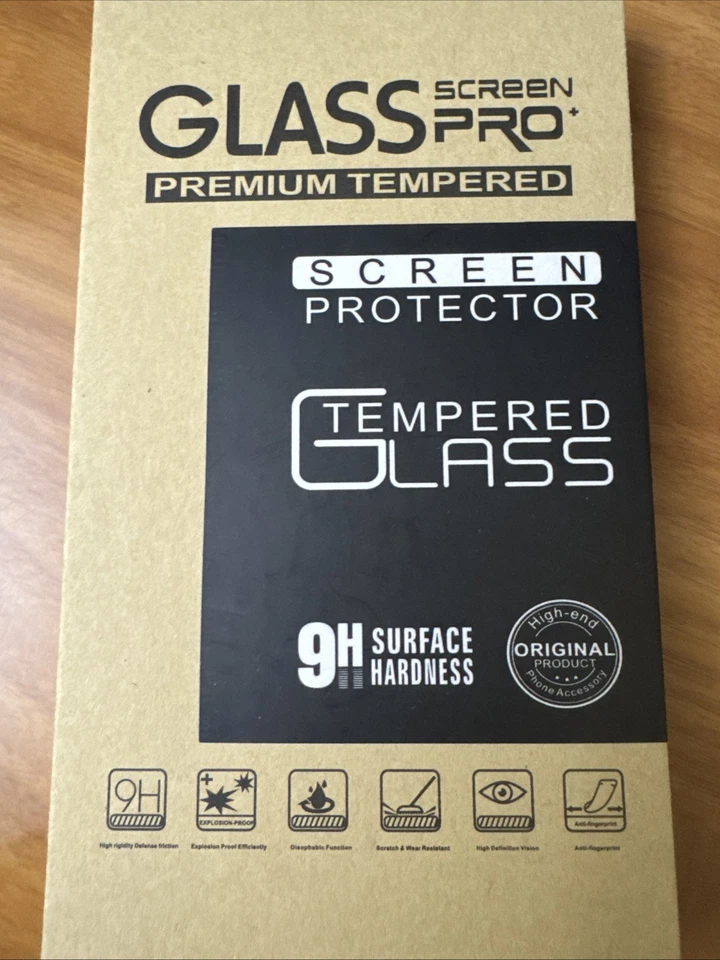 GLASS SCREEN PRO+
PREMIUM TEMPERED
SCREEN
PROTECTOR
TEMPERED
GLASS
9H SURFACE
HARDNESS
High-end
ORIGINAL
PRODUCT
Phone Accessory
9H
EXPLOSION-PROOF
Anti-fingerprint
High rigidity Defense friction
Explosion Proof Efficiently
Oleophobic Function
Scratch & Wear Resistant
High Definition Vision
Anti-fingerprint